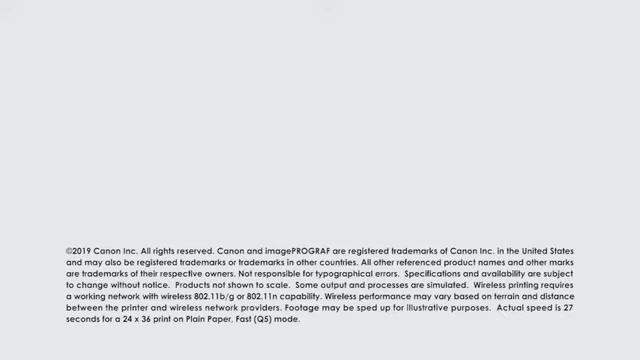 ©2019 Canon Inc. All rights reserved. Canon and imagePROGRAF are registered trademarks of Canon Inc. in the United States
and may also be registered trademarks or trademarks in other countries. All other referenced product names and other marks
are trademarks of their respective owners. Not responsible for typographical errors. Specifications and availability are subject
to change without notice. Products not shown to scale. Some output and processes are simulated. Wireless printing requires
a working network with wireless 802.11b/g or 802.11n capability. Wireless performance may vary based on terrain and distance
between the printer and wireless network providers. Footage may be sped up for illustrative purposes. Actual speed is 27
seconds for a 24 x 36 print on Plain Paper, Fast (Q5) mode.